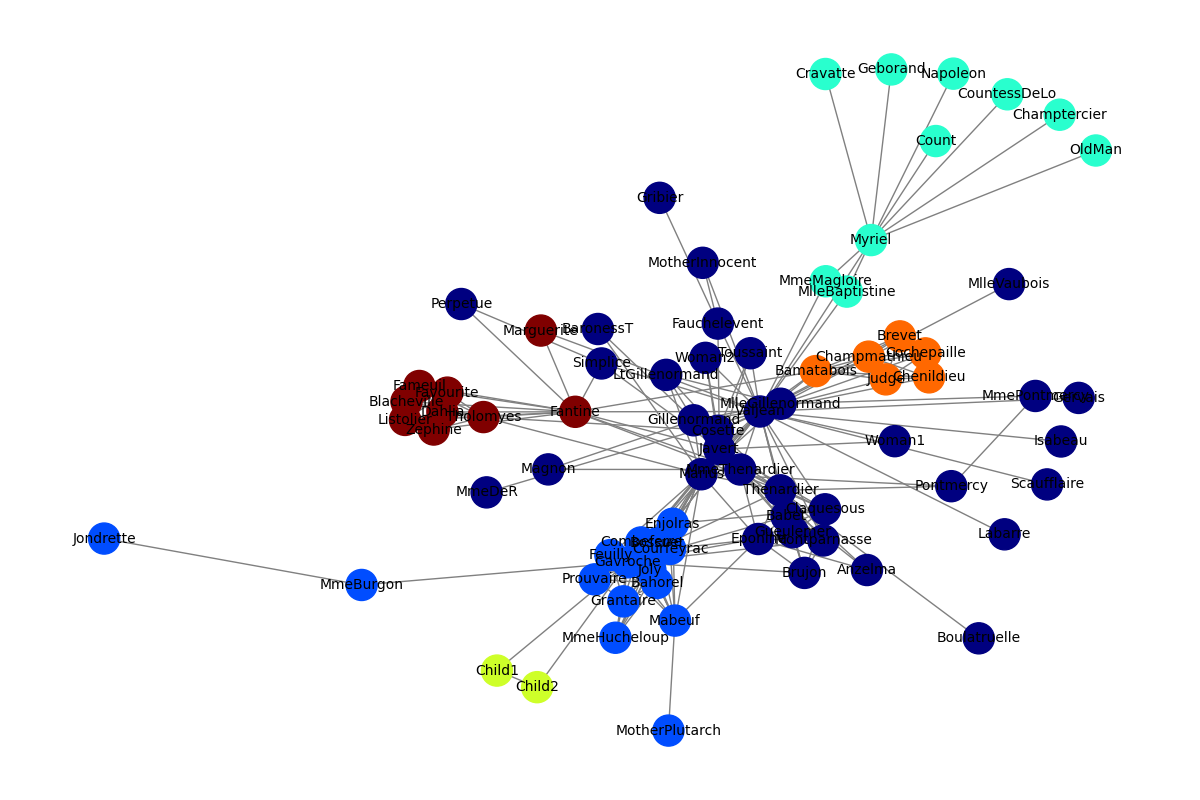 Cravatte
Geborand
Napoleon
CountessDeLo
Champtercier
Count
OldMan
Gribier
Myriel
MotherInnocent
MmeMagloire
MlleVaubois
MlleBaptistine
Perpetue
Fauchelevent
Marguerite
BaronessT
Brevet
Simplice
Woman2
Toussaint
Champmathieu
Cochepaille
LtGillenormand
Bamatabois
Judge
Chenildieu
Fameuil
Favourite
Blacheville
Dahlia
MmePontmercy
Gervais
Listolier
Tholomyes
Zephine
Fantine
MlleGillenormand
Valjean
Gillenormand
Cosette
Woman1
Isabeau
Javert
Magnon
Marius
MmeThenardier
MmeDeR
Thenardier
Pontmercy
Scaufflaire
Claquesous
Babet
Enjolras
Gueulemer
Labarre
Jondrette
Eponine
Montparnasse
Combeferre
Bossuet
Courfeyrac
Feuilly
Gavroche
Joly
Brujon
Anzelma
MmeBurgon
Prouvaire
Bahorel
Grantaire
Mabeuf
MmeHucheloup
Boulatruelle
Child1
Child2
MotherPlutarch